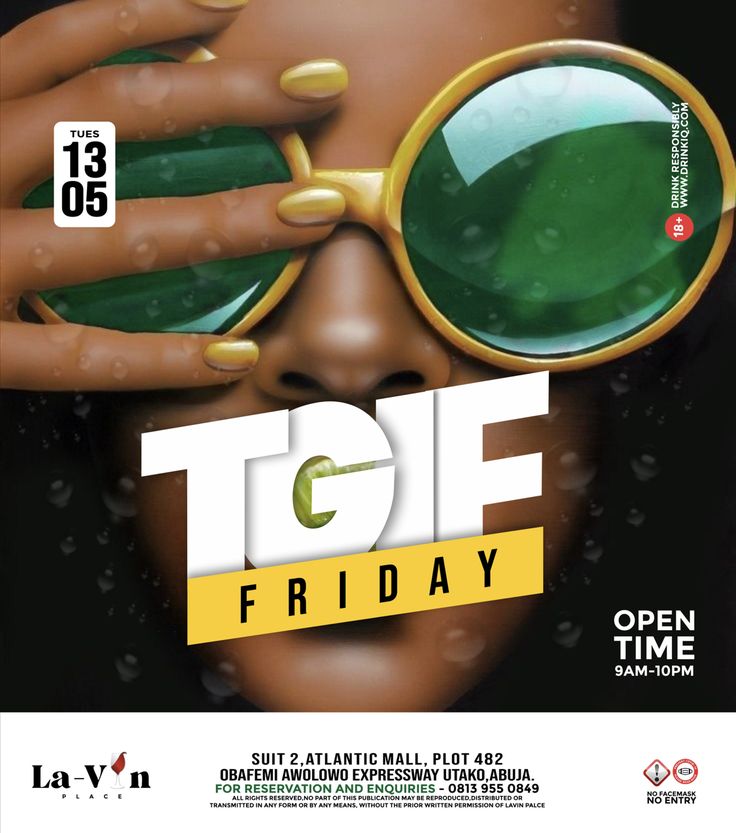 TUES
13
05
DRINK RESPONSIBLY
WWW.DRINKIQ.COM
18+
TGIF
FRIDAY
OPEN
TIME
9AM-10PM
La-Vin
PLACE
SUIT 2,ATLANTIC MALL, PLOT 482
OBAFEMI AWOLOWO EXPRESSWAY UTAKO,ABUJA.
FOR RESERVATION AND ENQUIRIES - 0813 955 0849
ALL RIGHTS RESERVED,NO PART OF THIS PUBLICATION MAY BE REPRODUCED,DISTRIBUTED OR
TRANSMITTED IN ANY FORM OR BY ANY MEANS, WITHOUT THE PRIOR WRITTEN PERMISSION OF LAVIN PALCE
NO FACEMASK
NO ENTRY